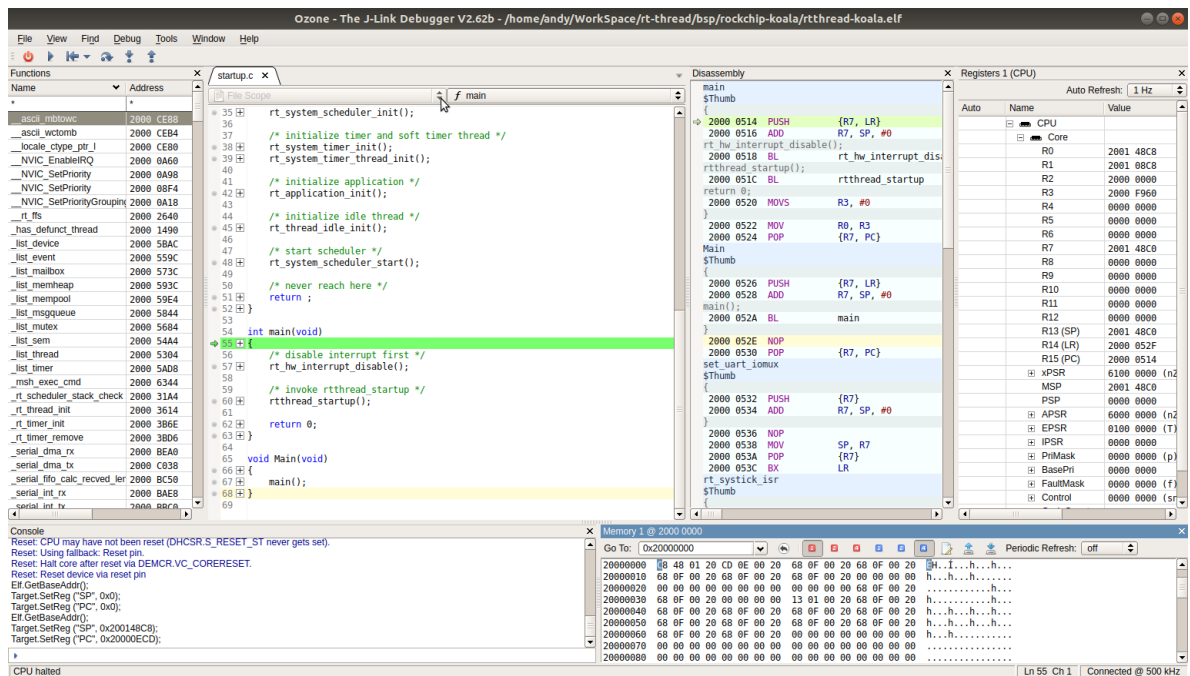 Ozone - The J-Link Debugger V2.62b - /home/andy/WorkSpace/rt-thread/bsp/rockchip-koala/rtthread-koala.elf
File View Find Debug Tools Window Help
Functions
Name Address
* *
__ascii_mbtowc 2000 CE88
__ascii_wctomb 2000 CEB4
__locale_ctype_ptr_l 2000 CE80
__NVIC_EnableIRQ 2000 0A60
__NVIC_SetPriority 2000 0A98
__NVIC_SetPriority 2000 08F4
__NVIC_SetPriorityGrouping 2000 0A18
__rt_ffs 2000 2640
_has_defunct_thread 2000 1490
_list_device 2000 5BAC
_list_event 2000 559C
_list_mailbox 2000 573C
_list_memheap 2000 593C
_list_mempool 2000 59E4
_list_msgqueue 2000 5844
_list_mutex 2000 5684
_list_sem 2000 54A4
_list_thread 2000 5304
_list_timer 2000 5AD8
_msh_exec_cmd 2000 6344
_rt_scheduler_stack_check 2000 31A4
_rt_thread_init 2000 3614
_rt_timer_init 2000 3B6E
_rt_timer_remove 2000 3BD6
_serial_dma_rx 2000 BEA0
_serial_dma_tx 2000 C038
_serial_fifo_calc_recved_ler 2000 BC50
_serial_int_rx 2000 BAE8
_serial_int_tx 2000 BBC0
startup.c
File Scope
f main
35 rt_system_scheduler_init();
36
37 /* initialize timer and soft timer thread */
38 rt_system_timer_init();
39 rt_system_timer_thread_init();
40
41 /* initialize application */
42 rt_application_init();
43
44 /* initialize idle thread */
45 rt_thread_idle_init();
46
47 /* start scheduler */
48 rt_system_scheduler_start();
49
50 /* never reach here */
51 return ;
52 }
53
54 int main(void)
55 {
56 /* disable interrupt first */
57 rt_hw_interrupt_disable();
58
59 /* invoke rtthread_startup */
60 rtthread_startup();
61
62 return 0;
63 }
64
65 void Main(void)
66 {
67 main();
68 }
69
Disassembly
main
$Thumb
{
2000 0514 PUSH {R7, LR}
2000 0516 ADD R7, SP, #0
rt_hw_interrupt_disable();
2000 0518 BL rt_hw_interrupt_disa
rtthread_startup();
2000 051C BL rtthread_startup
return 0;
2000 0520 MOVS R3, #0
}
2000 0522 MOV R0, R3
2000 0524 POP {R7, PC}
Main
$Thumb
{
2000 0526 PUSH {R7, LR}
2000 0528 ADD R7, SP, #0
main();
2000 052A BL main
}
2000 052E NOP
2000 0530 POP {R7, PC}
set_uart_iomux
$Thumb
{
2000 0532 PUSH {R7}
2000 0534 ADD R7, SP, #0
}
2000 0536 NOP
2000 0538 MOV SP, R7
2000 053A POP {R7}
2000 053C BX LR
rt_systick_isr
$Thumb
{
Registers 1 (CPU)
Auto Refresh: 1 Hz
Auto Name Value
CPU
Core
R0 2001 48C8
R1 2001 08C8
R2 2000 0000
R3 2000 F960
R4 0000 0000
R5 0000 0000
R6 0000 0000
R7 2001 48C0
R8 0000 0000
R9 0000 0000
R10 0000 0000
R11 0000 0000
R12 0000 0000
R13 (SP) 2001 48C0
R14 (LR) 2000 052F
R15 (PC) 2000 0514
xPSR 6100 0000 (nZ
MSP 2001 48C0
PSP 0000 0000
APSR 6000 0000 (nZ
EPSR 0100 0000 (T)
IPSR 0000 0000
PriMask 0000 0000 (p)
BasePri 0000 0000
FaultMask 0000 0000 (f)
Control 0000 0000 (sr
Console
Reset: CPU may have not been reset (DHCSR.S_RESET_ST never gets set).
Reset: Using fallback: Reset pin.
Reset: Halt core after reset via DEMCR.VC_CORERESET.
Reset: Reset device via reset pin
Elf.GetBaseAddr();
Target.SetReg ("SP", 0x0);
Target.SetReg ("PC", 0x0);
Elf.GetBaseAddr();
Target.SetReg ("SP", 0x200148C8);
Target.SetReg ("PC", 0x20000ECD);
Memory 1 @ 2000 0000
Go To: 0x20000000 Periodic Refresh: off
20000000 C8 48 01 20 CD 0E 00 20 68 0F 00 20 68 0F 00 20 ÈH. Í.. h.. h..
20000010 68 0F 00 20 68 0F 00 20 68 0F 00 20 00 00 00 00 h.. h.. h.......
20000020 00 00 00 00 00 00 00 00 00 00 00 00 68 0F 00 20 ............h..
20000030 68 0F 00 20 00 00 00 00 13 01 00 20 68 0F 00 20 h.. ....... h..
20000040 68 0F 00 20 68 0F 00 20 68 0F 00 20 68 0F 00 20 h.. h.. h.. h..
20000050 68 0F 00 20 68 0F 00 20 68 0F 00 20 68 0F 00 20 h.. h.. h.. h..
20000060 68 0F 00 20 68 0F 00 20 00 00 00 00 00 00 00 00 h.. h.. ........
20000070 00 00 00 00 00 00 00 00 00 00 00 00 00 00 00 00 ................
20000080 00 00 00 00 00 00 00 00 00 00 00 00 00 00 00 00 ................
CPU halted
Ln 55 Ch 1 Connected @ 500 kHz